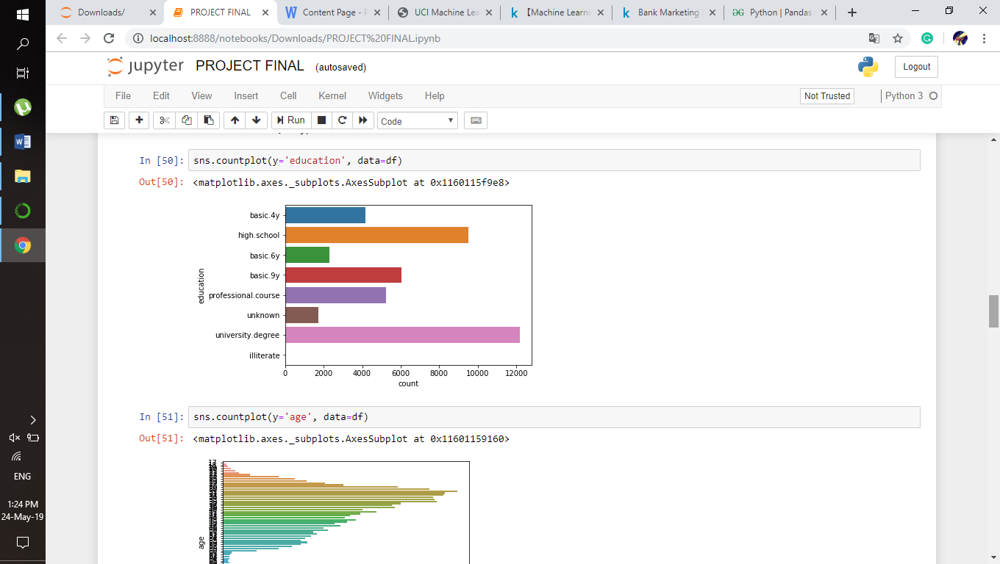 Downloads/
PROJECT FINAL
Content Page - F
UCI Machine Lea
【Machine Learni
Bank Marketing
Python | Pandas
localhost:8888/notebooks/Downloads/PROJECT%20FINAL.ipynb
jupyter PROJECT FINAL (autosaved)
Logout
File Edit View Insert Cell Kernel Widgets Help
Not Trusted
Python 3
Run
Code
In [50]: sns.countplot(y='education', data=df)
Out[50]: <matplotlib.axes._subplots.AxesSubplot at 0x1160115f9e8>
basic.4y
high.school
basic.6y
basic.9y
professional.course
unknown
university.degree
illiterate
education
0 2000 4000 6000 8000 10000 12000
count
In [51]: sns.countplot(y='age', data=df)
Out[51]: <matplotlib.axes._subplots.AxesSubplot at 0x11601159160>
17
age
ENG
1:24 PM
24-May-19